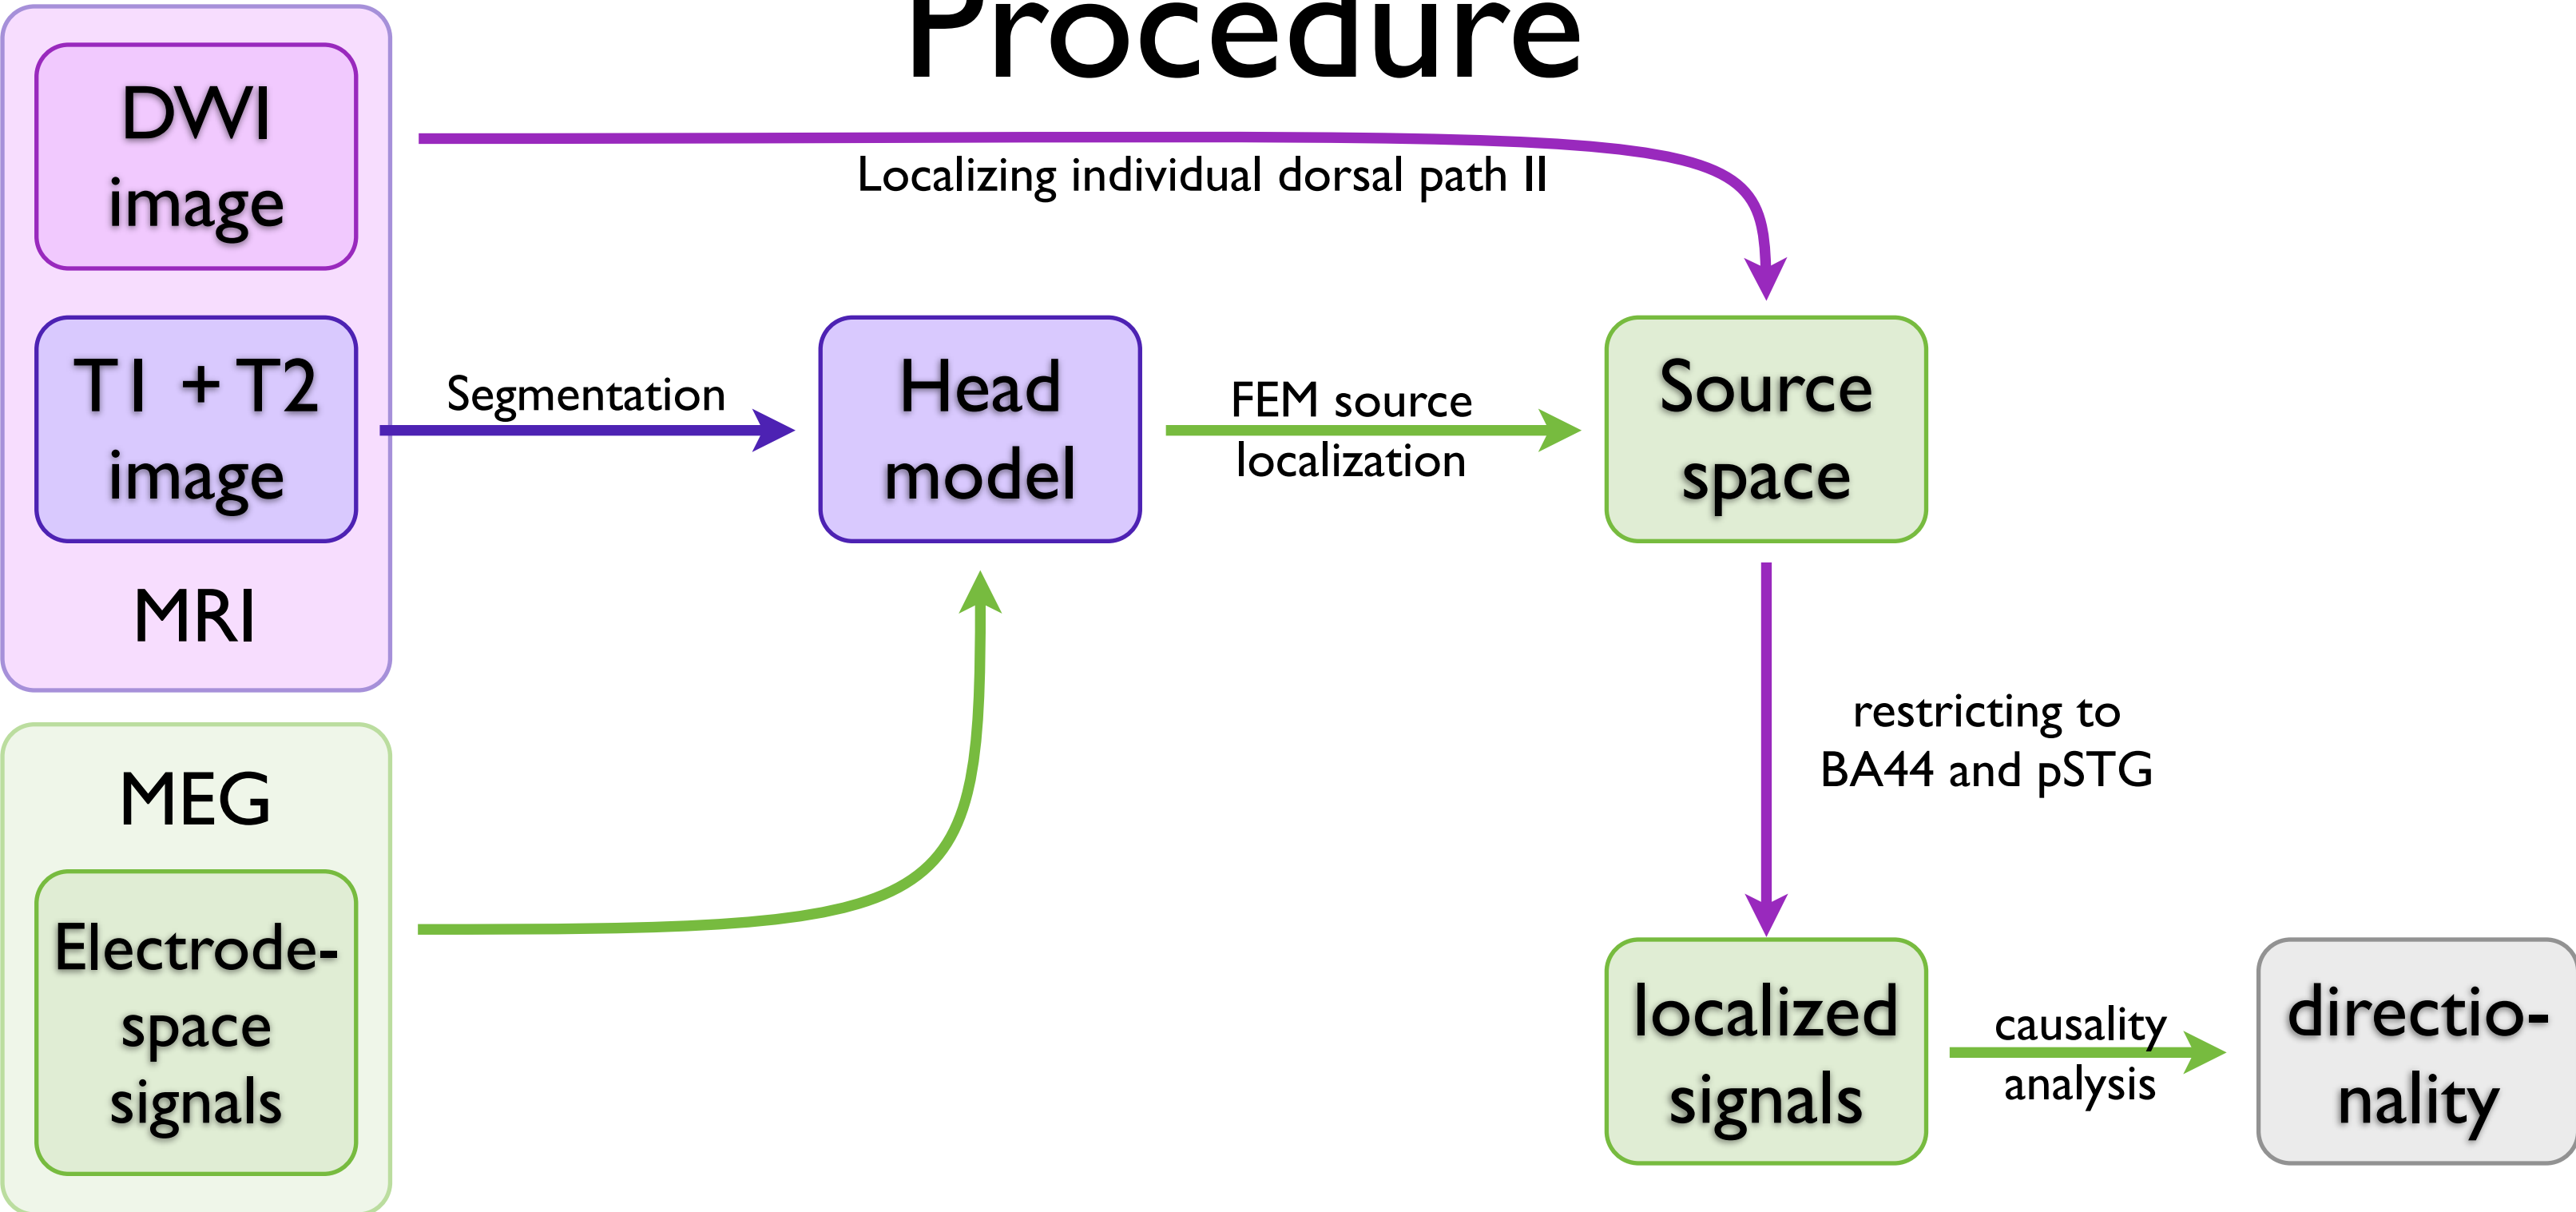 Procedure
DWI
image
Localizing individual dorsal path II
T1 + T2
image
MRI
Segmentation
Head
model
FEM source
localization
Source
space
restricting to
BA44 and pSTG
MEG
Electrode-
space
signals
localized
signals
causality
analysis
directio-
nality